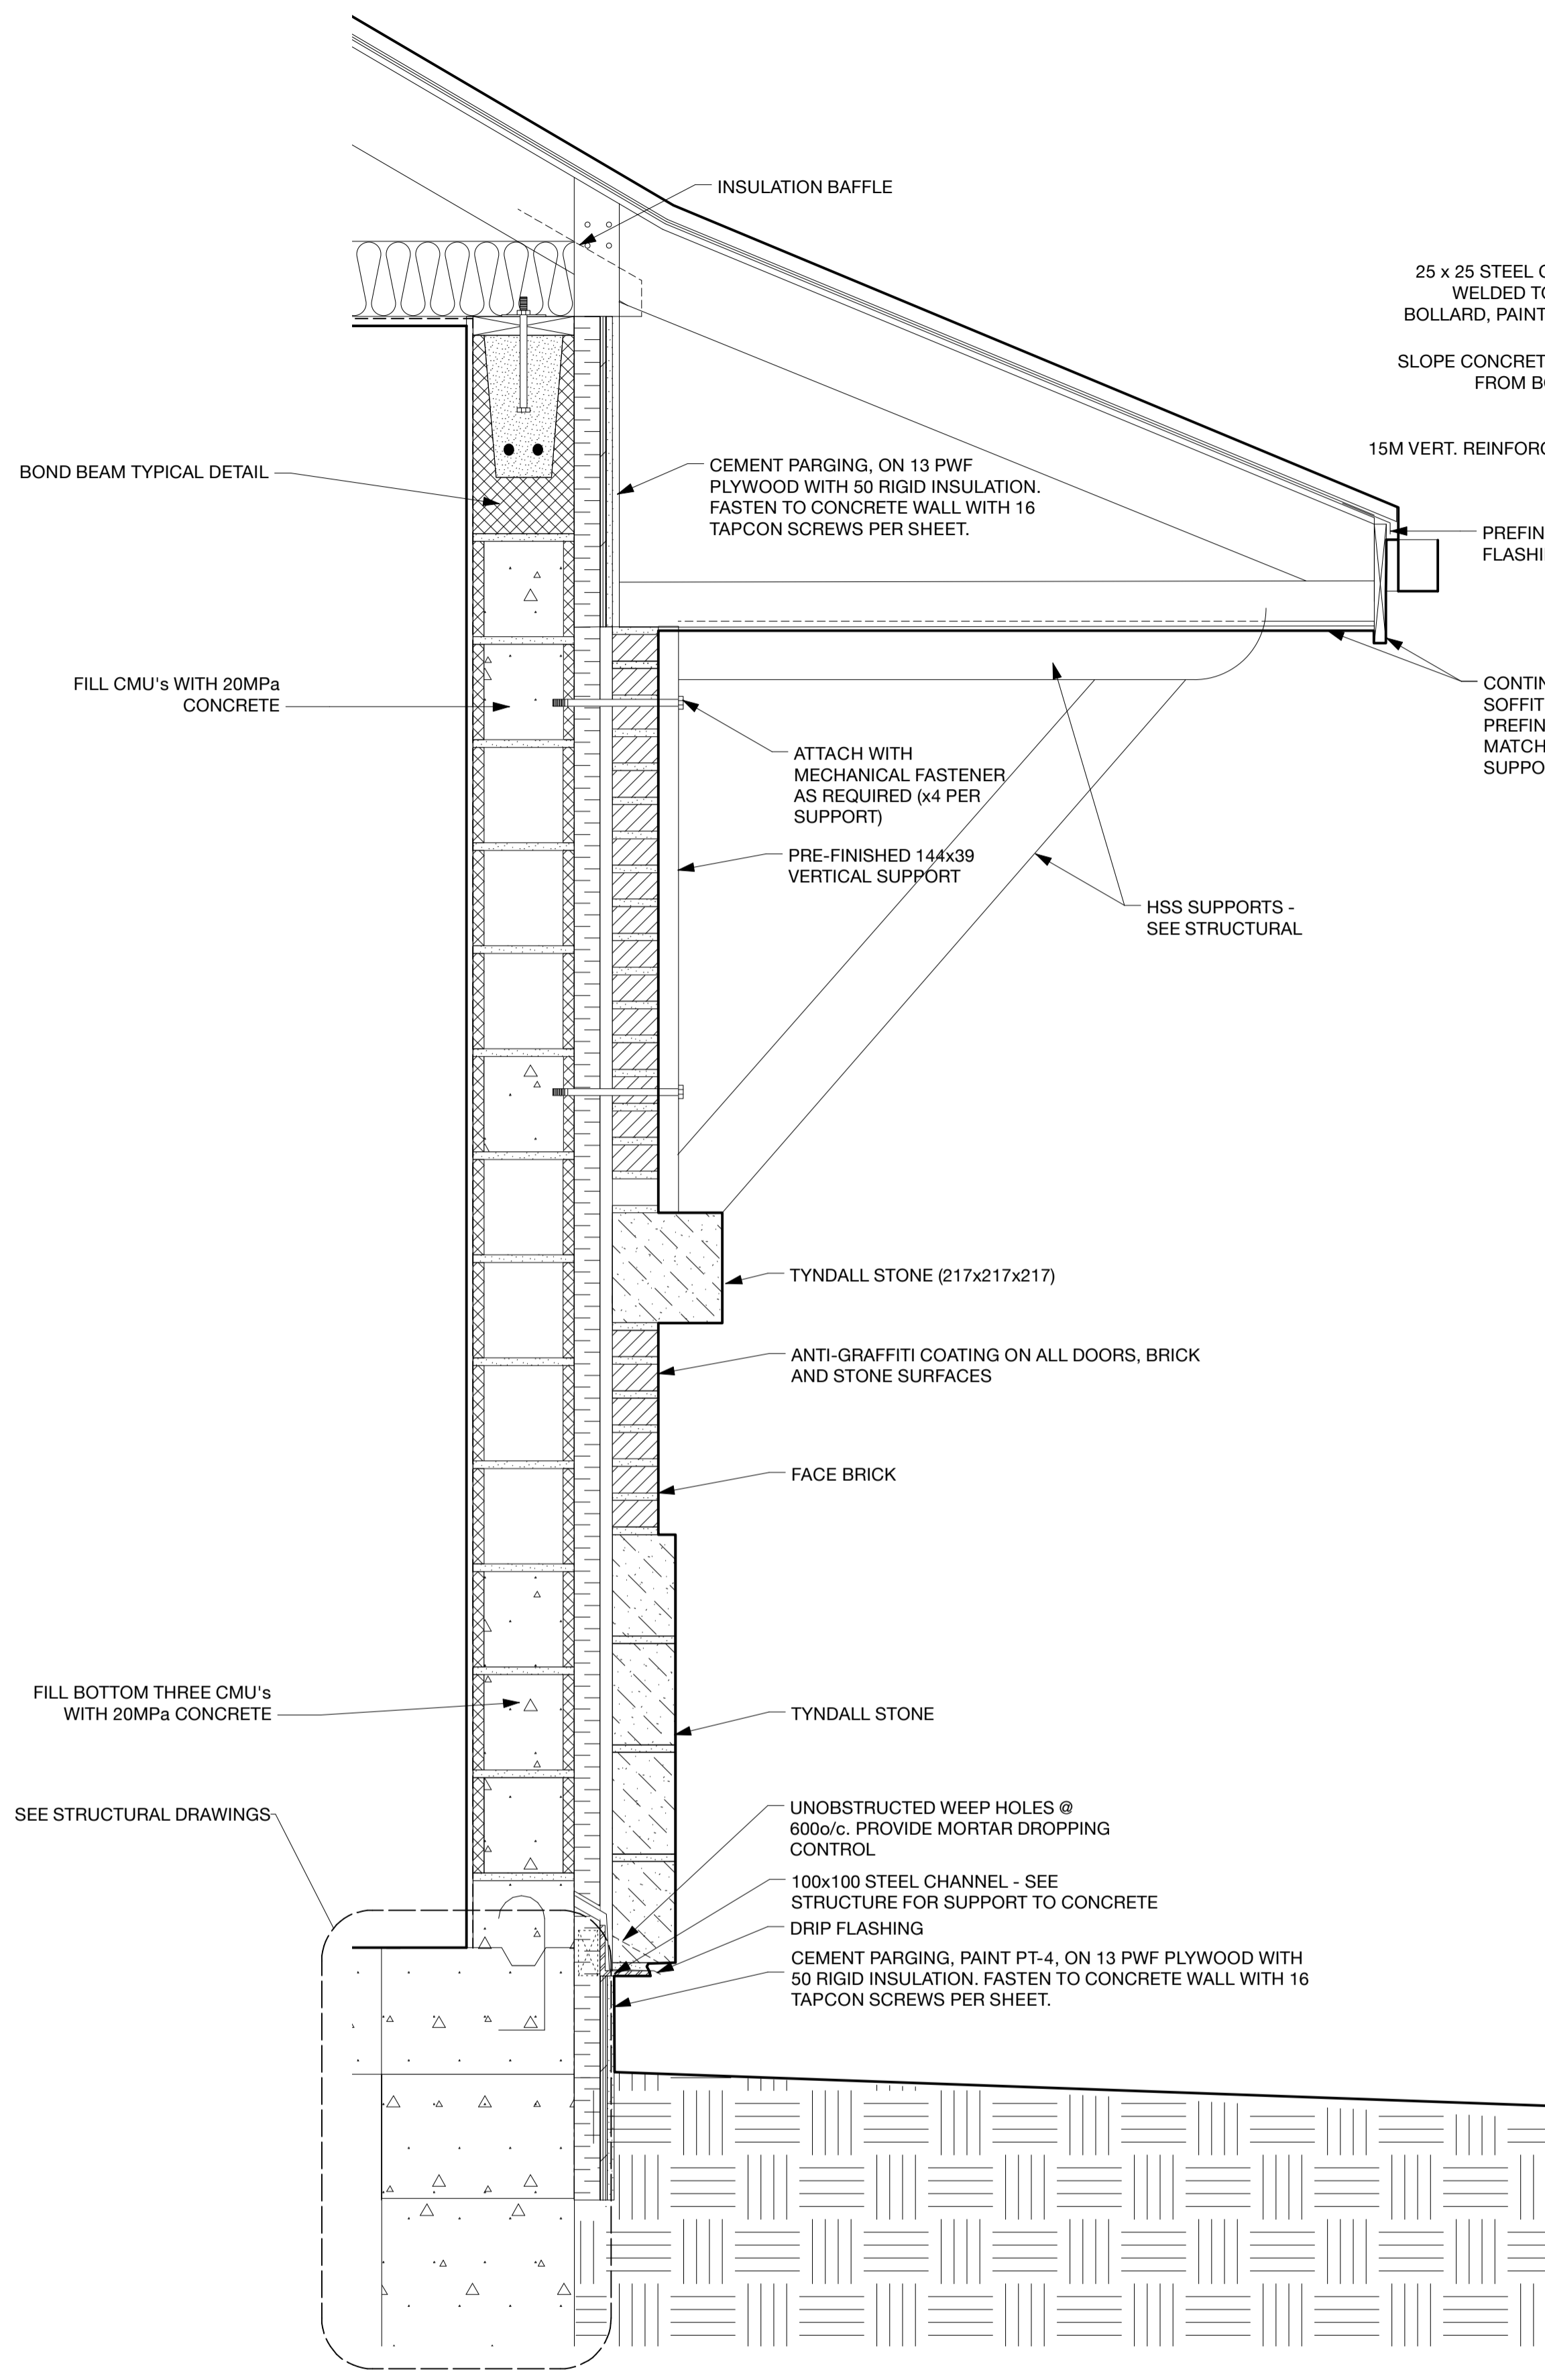 INSULATION BAFFLE
25 x 25 STEEL
WELDED
BOLLARD, PAINT
SLOPE
FROM
15M VERT.
BOND BEAM TYPICAL DETAIL
CEMENT PARGING, ON 13 PWF
PLYWOOD WITH 50 RIGID INSULATION.
FASTEN TO CONCRETE WALL WITH 16
TAPCON SCREWS PER SHEET.
PREFIN
FLASHI
FILL CMU's WITH 20MPa
CONCRETE
CONTIN
SOFFIT
PREFIN
MATCH
SUPPO
ATTACH WITH
MECHANICAL FASTENER
AS REQUIRED (x4 PER
SUPPORT)
PRE-FINISHED 144x39
VERTICAL SUPPORT
HSS SUPPORTS -
SEE STRUCTURAL
TYNDALL STONE (217x217x217)
ANTI-GRAFFITI COATING ON ALL DOORS, BRICK
AND STONE SURFACES
FACE BRICK
FILL BOTTOM THREE CMU's
WITH 20MPa CONCRETE
TYNDALL STONE
SEE STRUCTURAL DRAWINGS
UNOBSTRUCTED WEEP HOLES @
600o/c. PROVIDE MORTAR DROPPING
CONTROL
100x100 STEEL CHANNEL - SEE
STRUCTURE FOR SUPPORT TO CONCRETE
DRIP FLASHING
CEMENT PARGING, PAINT PT-4, ON 13 PWF PLYWOOD WITH
50 RIGID INSULATION. FASTEN TO CONCRETE WALL WITH 16
TAPCON SCREWS PER SHEET.